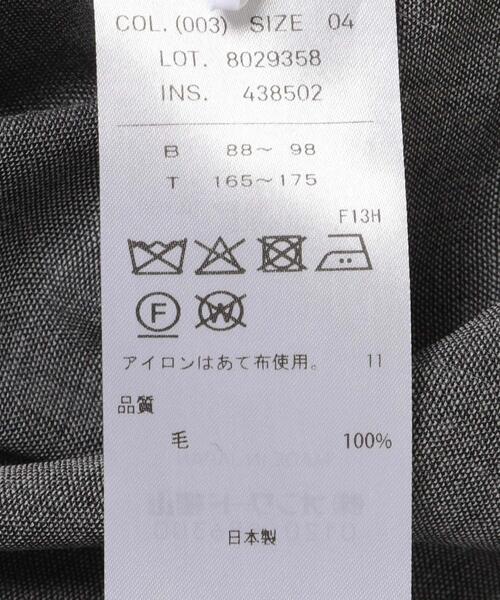 COL.(003) SIZE 04
LOT. 8029358
INS. 438502
B 88～ 98
T 165～175
F13H
F W
アイロンはあて布使用。 11
品質
毛 100%
日本製